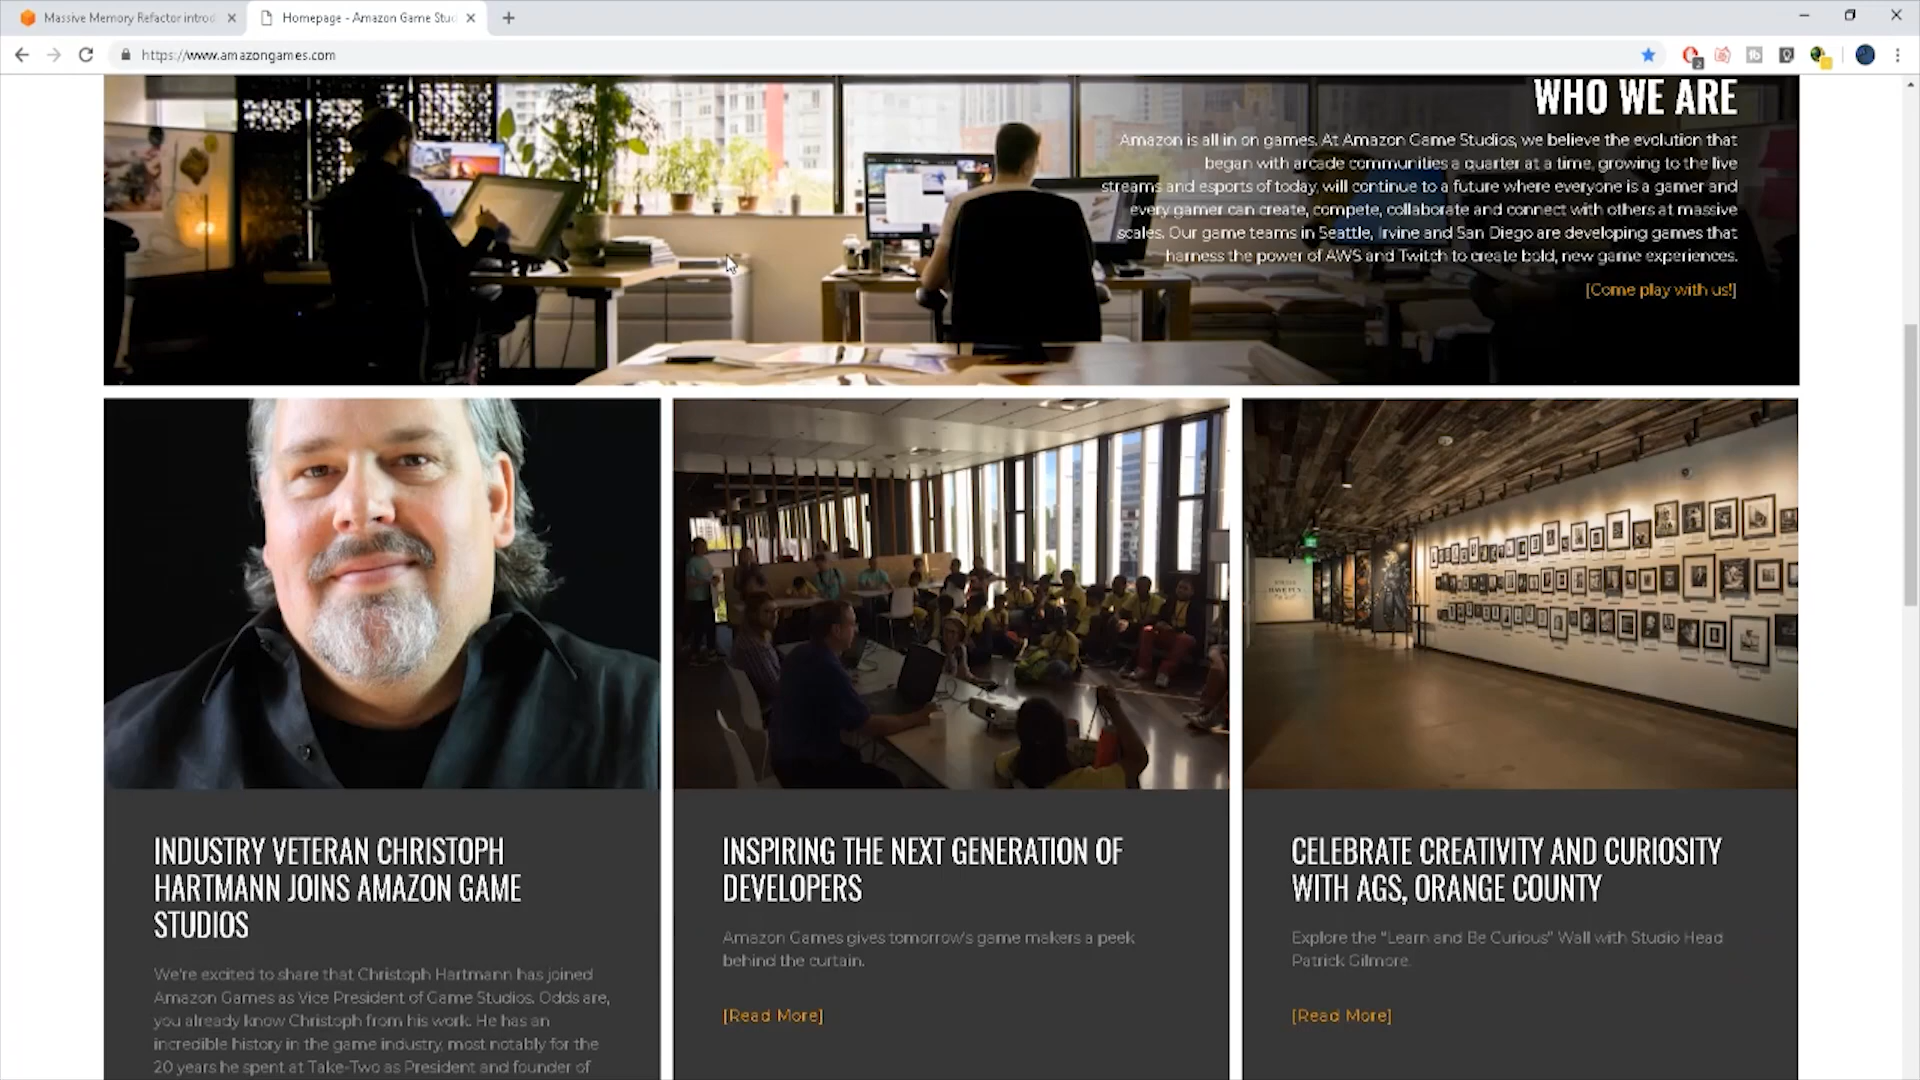 Massive Memory Refactor introd
Homepage - Amazon Game Stud
https://www.amazongames.com
WHO WE ARE
Amazon is all in on games. At Amazon Game Studios, we believe the evolution that
began with arcade communities a quarter at a time, growing to the live
streams and esports of today, will continue to a future where everyone is a gamer and
every gamer can create, compete, collaborate and connect with others at massive
scales. Our game teams in Seattle, Irvine and San Diego are developing games that
harness the power of AWS and Twitch to create bold, new game experiences.
[Come play with us!]
INDUSTRY VETERAN CHRISTOPH
HARTMANN JOINS AMAZON GAME
STUDIOS
We're excited to share that Christoph Hartmann has joined
Amazon Games as Vice President of Game Studios. Odds are,
you already know Christoph from his work. He has an
incredible history in the game industry, most notably for the
20 years he spent at Take-Two as President and founder of
INSPIRING THE NEXT GENERATION OF
DEVELOPERS
Amazon Games gives tomorrow's game makers a peek
behind the curtain.
[Read More]
CELEBRATE CREATIVITY AND CURIOSITY
WITH AGS, ORANGE COUNTY
Explore the "Learn and Be Curious" Wall with Studio Head
Patrick Gilmore.
[Read More]